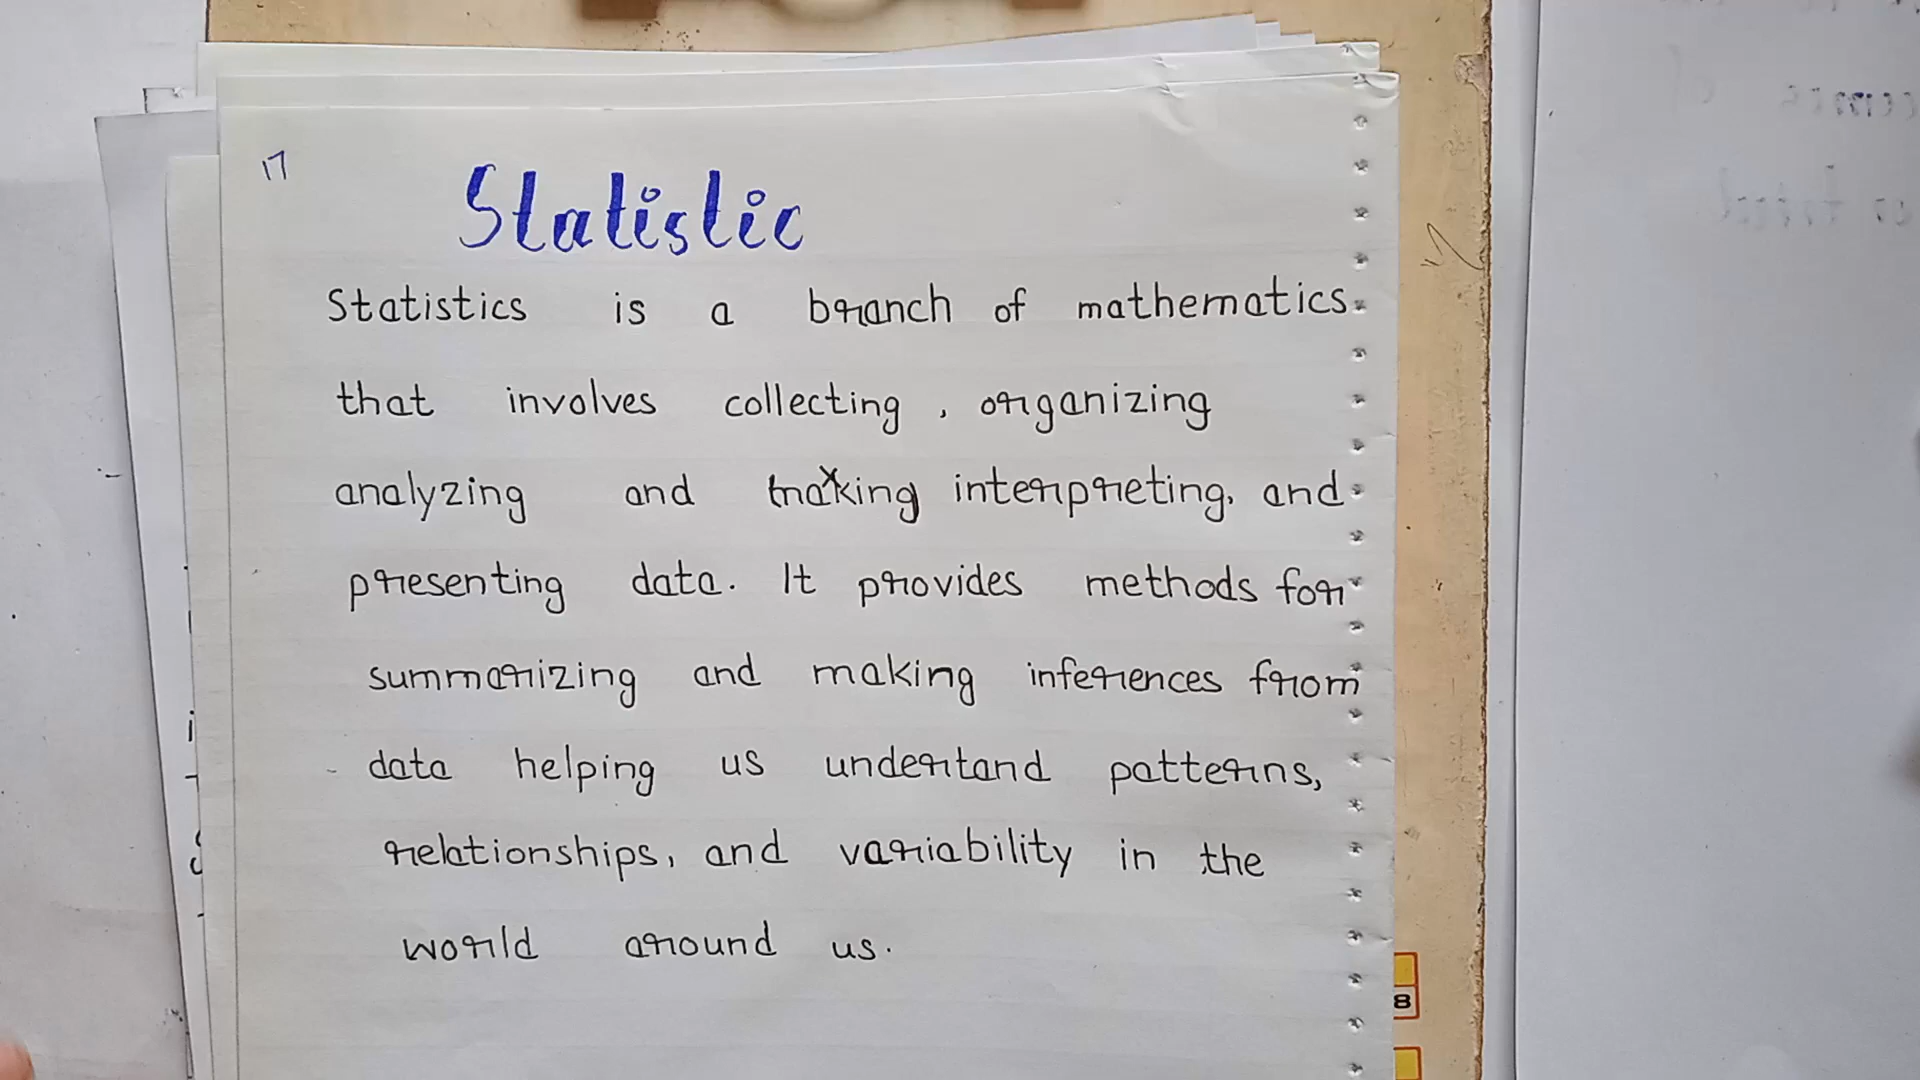 17
Statistic
Statistics is a branch of mathematics
that involves collecting, organizing
analyzing and making interpreting, and
presenting data. It provides methods for
summarizing and making inferences from
data helping us undertand patterns,
relationships, and variability in the
world around us.
8